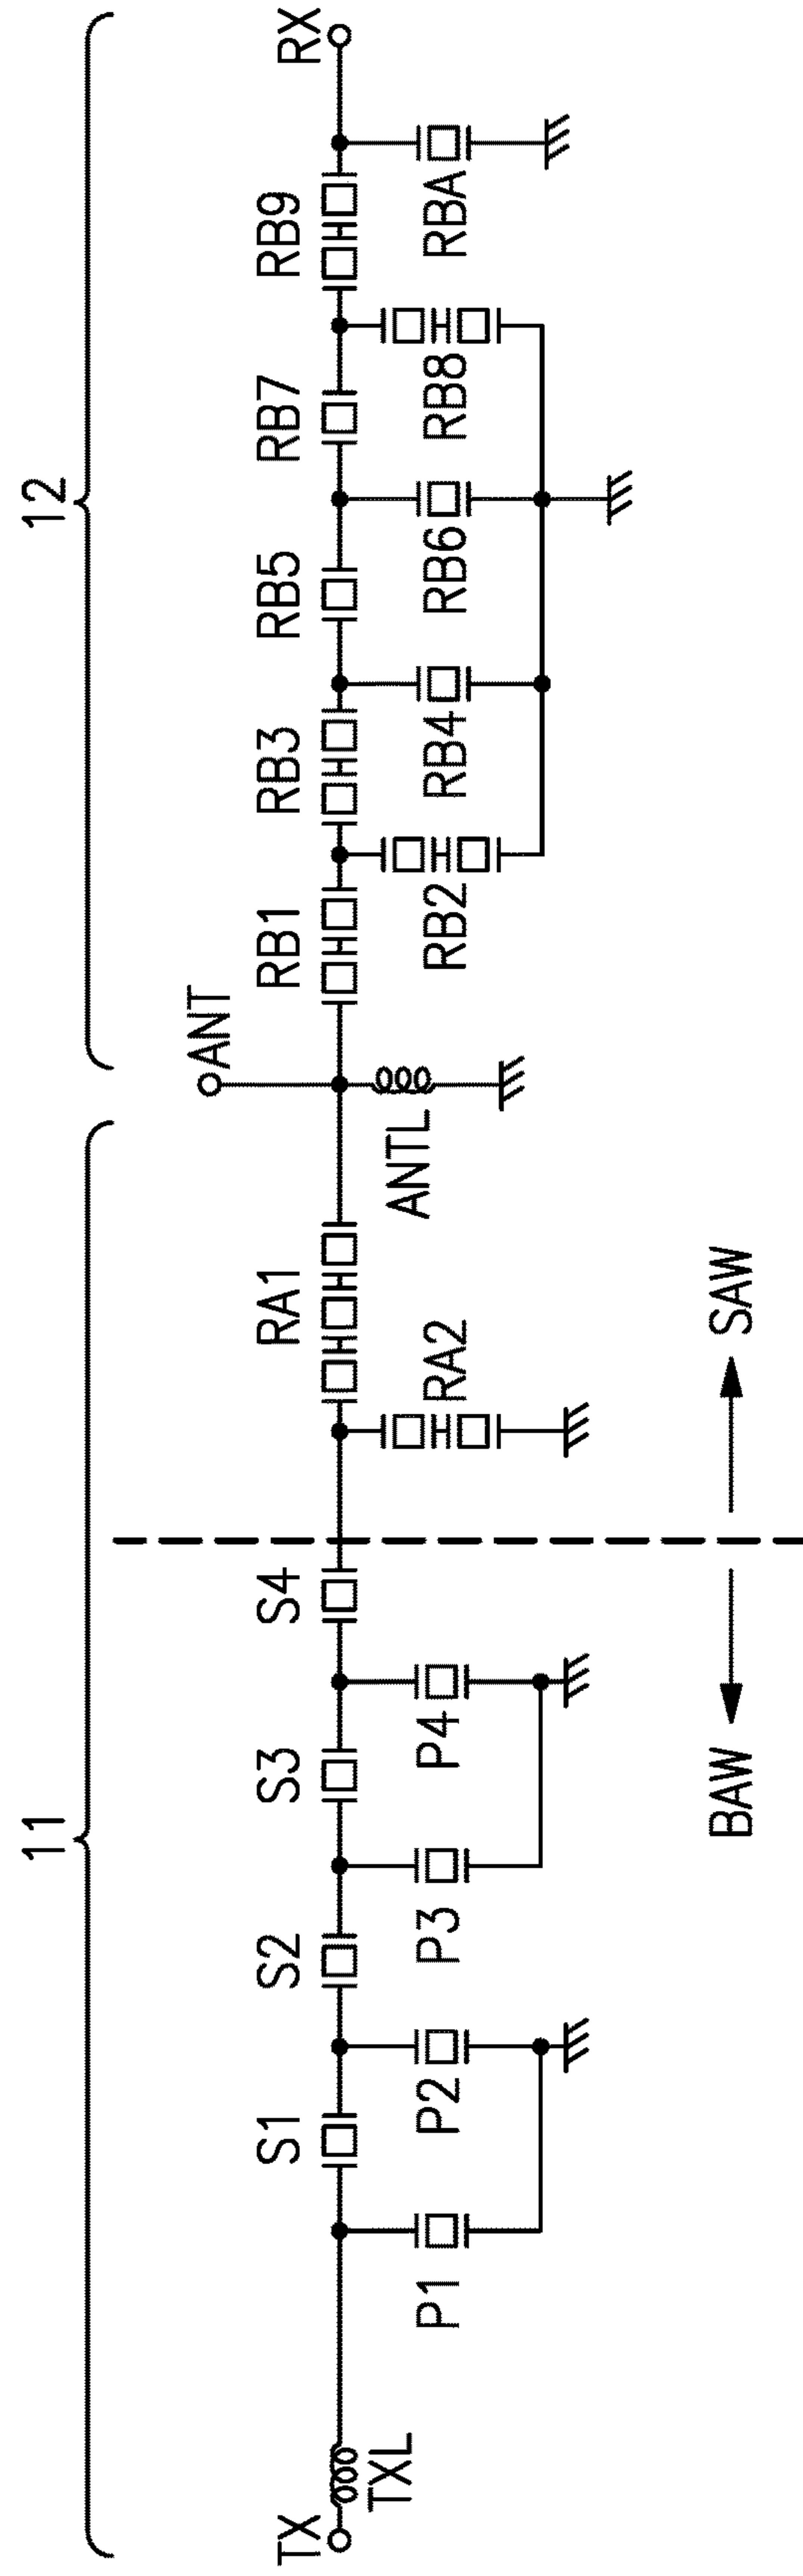 11
12
TX
TXL
S1
S2
S3
S4
RA1
ANT
RB1
RB3
RB5
RB7
RB9
RX
P1
P2
P3
P4
RA2
ANTL
RB2
RB4
RB6
RB8
RBA
BAW
SAW